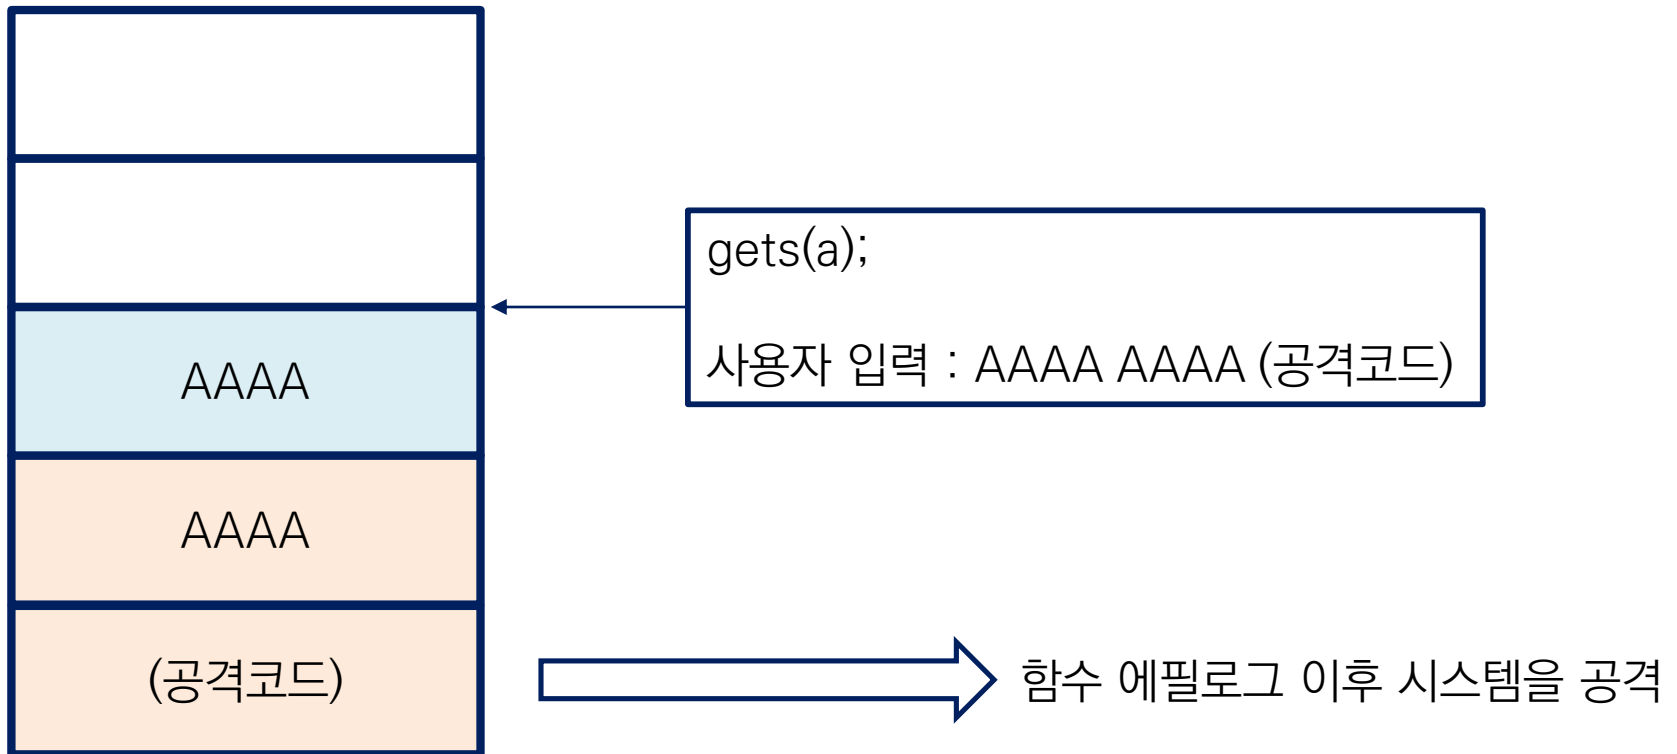 gets(a);
사용자 입력 : AAAA AAAA (공격코드)
AAAA
AAAA
(공격코드)
함수 에필로그 이후 시스템을 공격